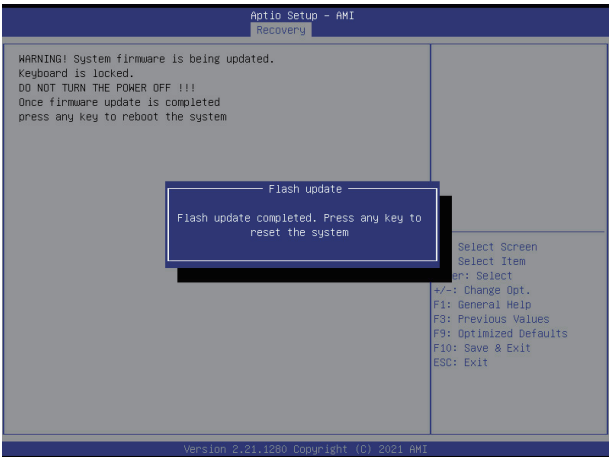 Aptio Setup - AMI
Recovery
WARNING! System firmware is being updated.
Keyboard is locked.
DO NOT TURN THE POWER OFF !!!
Once firmware update is completed
press any key to reboot the system
Flash update
Flash update completed. Press any key to
reset the system
Select Screen
Select Item
er: Select
+/-: Change Opt.
F1: General Help
F3: Previous Values
F9: Optimized Defaults
F10: Save & Exit
ESC: Exit
Version 2.21.1280 Copyright (C) 2021 AMI